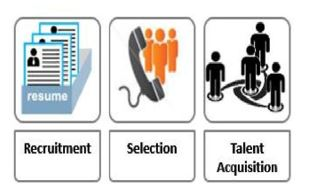 resume
Recruitment
Selection
Talent
Acquisition